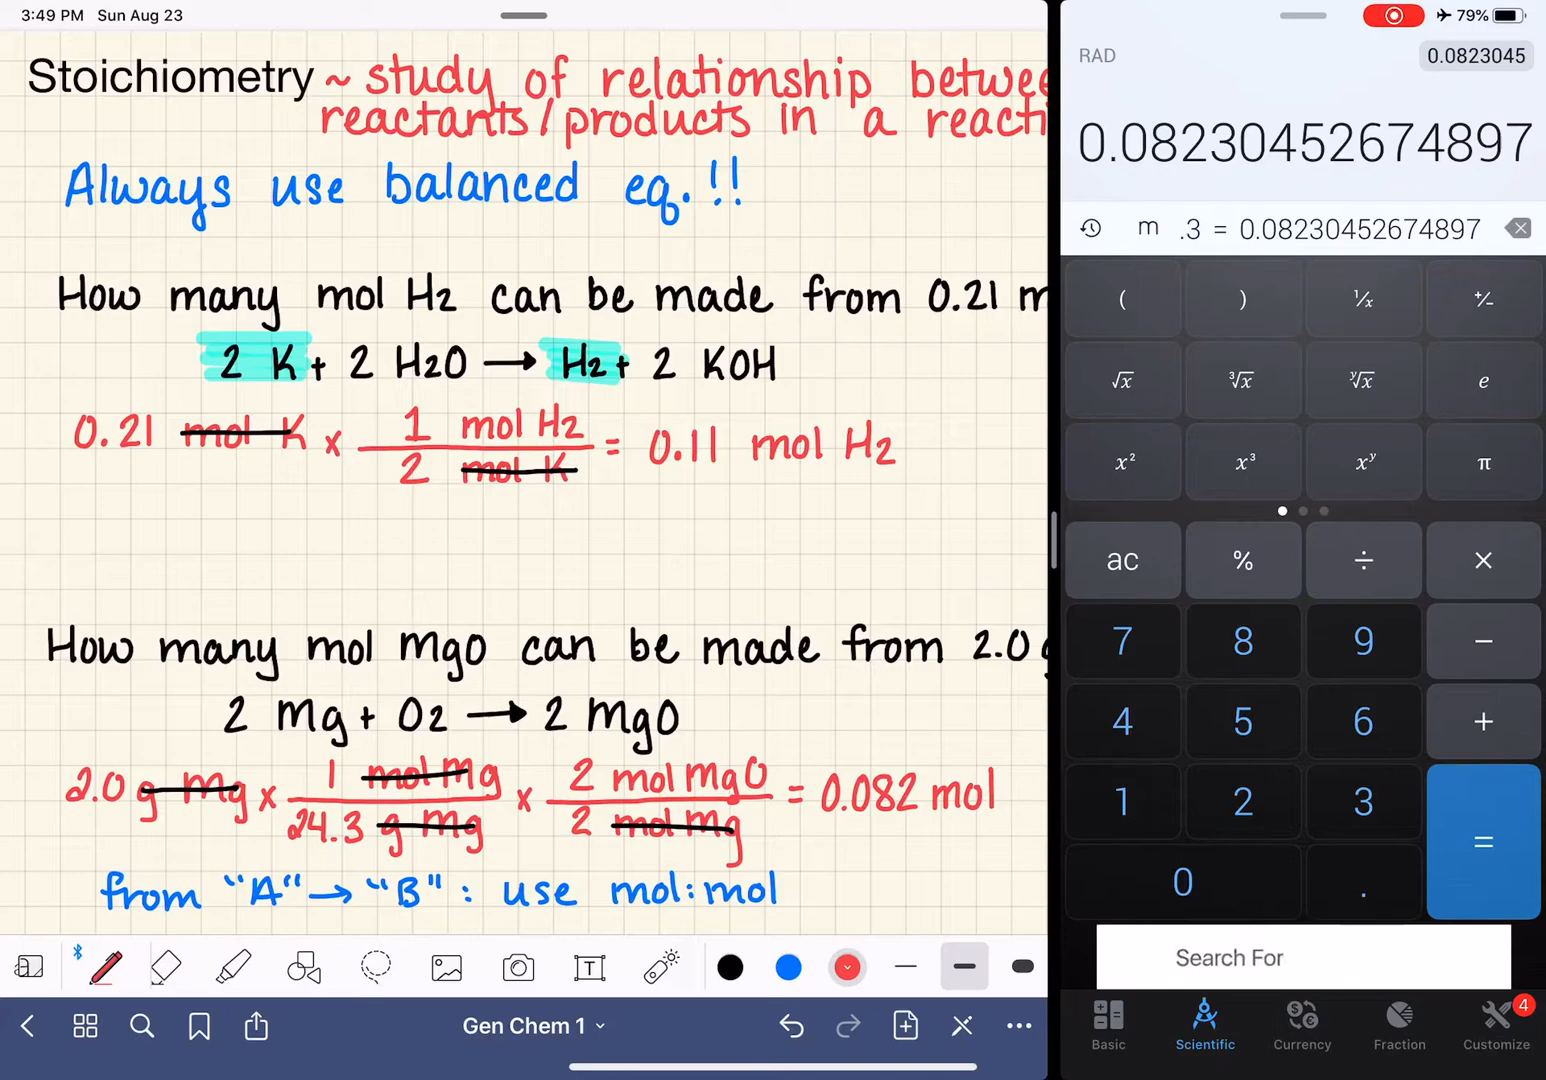 3:49 PM Sun Aug 23
79%
Stoichiometry ~ study of relationship betwee
reactants/products in a reacti
Always use balanced eq.!!
How many mol H2 can be made from 0.21 m
2 K + 2 H2O → H2 + 2 KOH
0.21 mol K x 1 mol H2 / 2 mol K = 0.11 mol H2
How many mol MgO can be made from 2.0 g
2 Mg + O2 → 2 MgO
2.0 g Mg x 1 mol Mg / 24.3 g Mg x 2 mol MgO / 2 mol Mg = 0.082 mol
from "A" → "B": use mol:mol
T
Gen Chem 1
RAD
0.0823045
0.08230452674897
m .3 = 0.08230452674897
( ) ¹/x +/-
√x ³√x ʸ√x e
x² x³ xʸ π
ac % ÷ ×
7 8 9 −
4 5 6 +
1 2 3 =
0 .
Search For
4
Basic Scientific Currency Fraction Customize